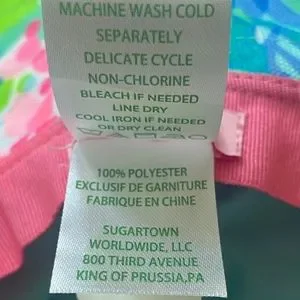 MACHINE WASH COLD
SEPARATELY
DELICATE CYCLE
NON-CHLORINE
BLEACH IF NEEDED
LINE DRY
COOL IRON IF NEEDED
OR DRY CLEAN
100% POLYESTER
EXCLUSIF DE GARNITURE
FABRIQUE EN CHINE
SUGARTOWN
WORLDWIDE, LLC
800 THIRD AVENUE
KING OF PRUSSIA,PA